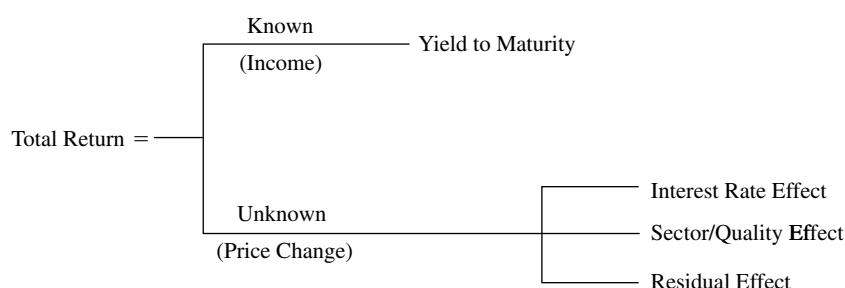 Known
(Income)
Yield to Maturity
Total Return =
Unknown
(Price Change)
Interest Rate Effect
Sector/Quality Effect
Residual Effect